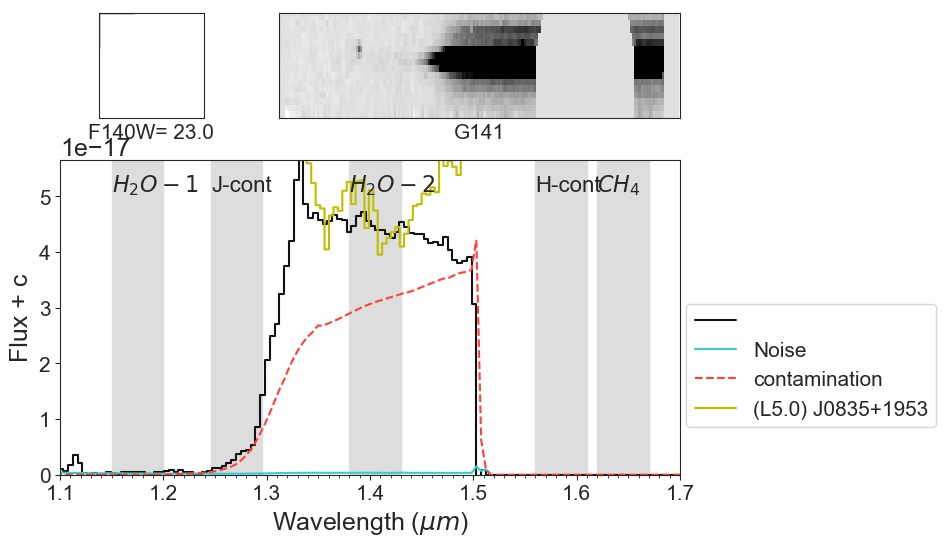 F140W= 23.0
G141
1e−17
H₂O − 1 J-cont H₂O − 2 H-cont CH₄
5
4
3
2
1
0
Flux + c
1.1 1.2 1.3 1.4 1.5 1.6 1.7
Wavelength (μm)
Noise
contamination
(L5.0) J0835+1953